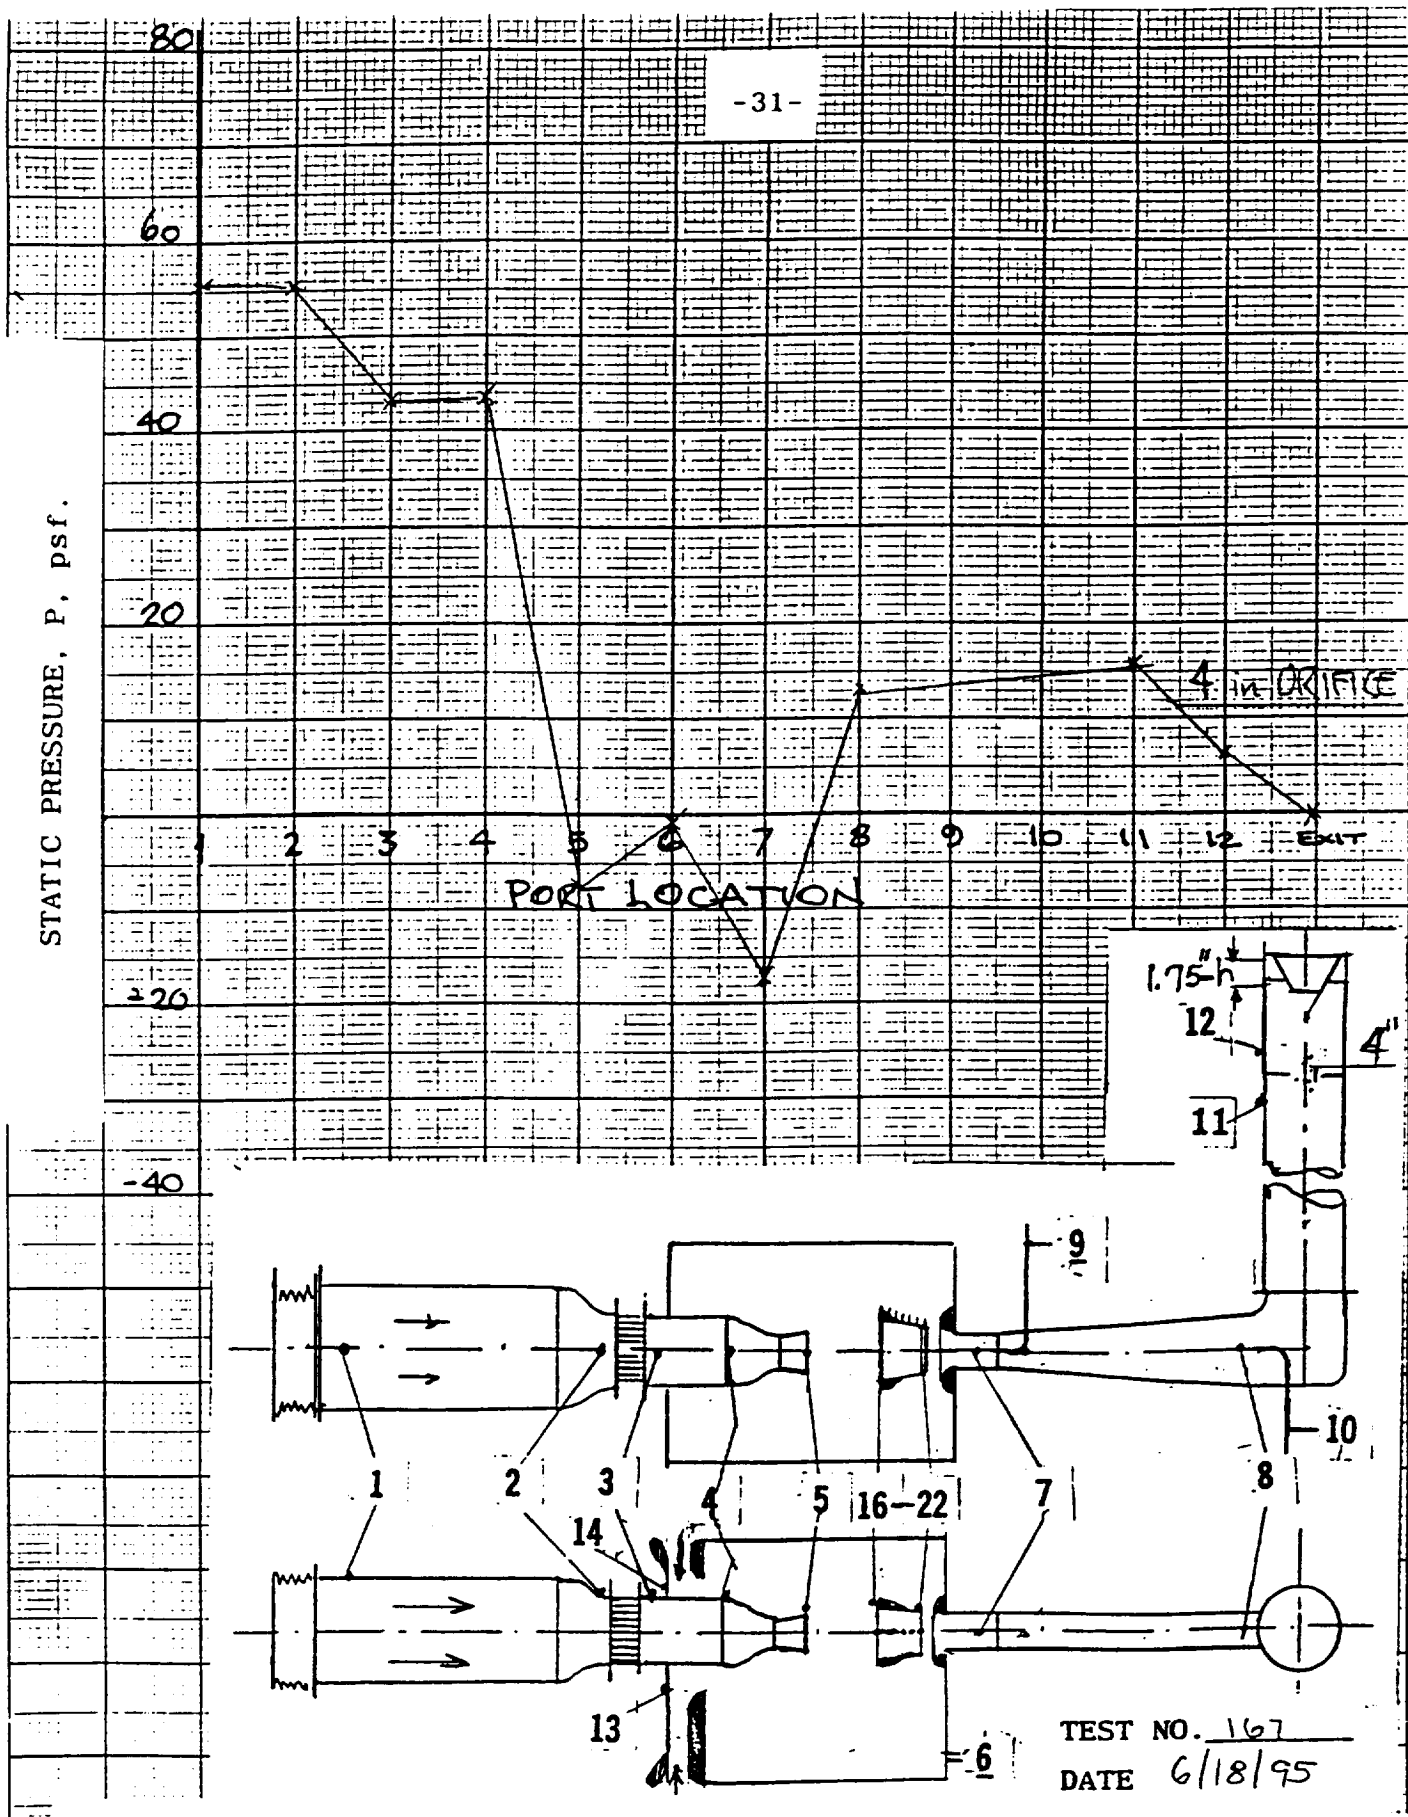 80
-31-
60
40
STATIC PRESSURE, P, psf.
20
4 in ORIFICE
1 2 3 4 5 6 7 8 9 10 11 12 EXIT
PORT LOCATION
-20
1.75"h
12
4"
11
-40
9
10
1 2 3 4 5 16-22 7 8
14
13
6
TEST NO. 167
DATE 6/18/95